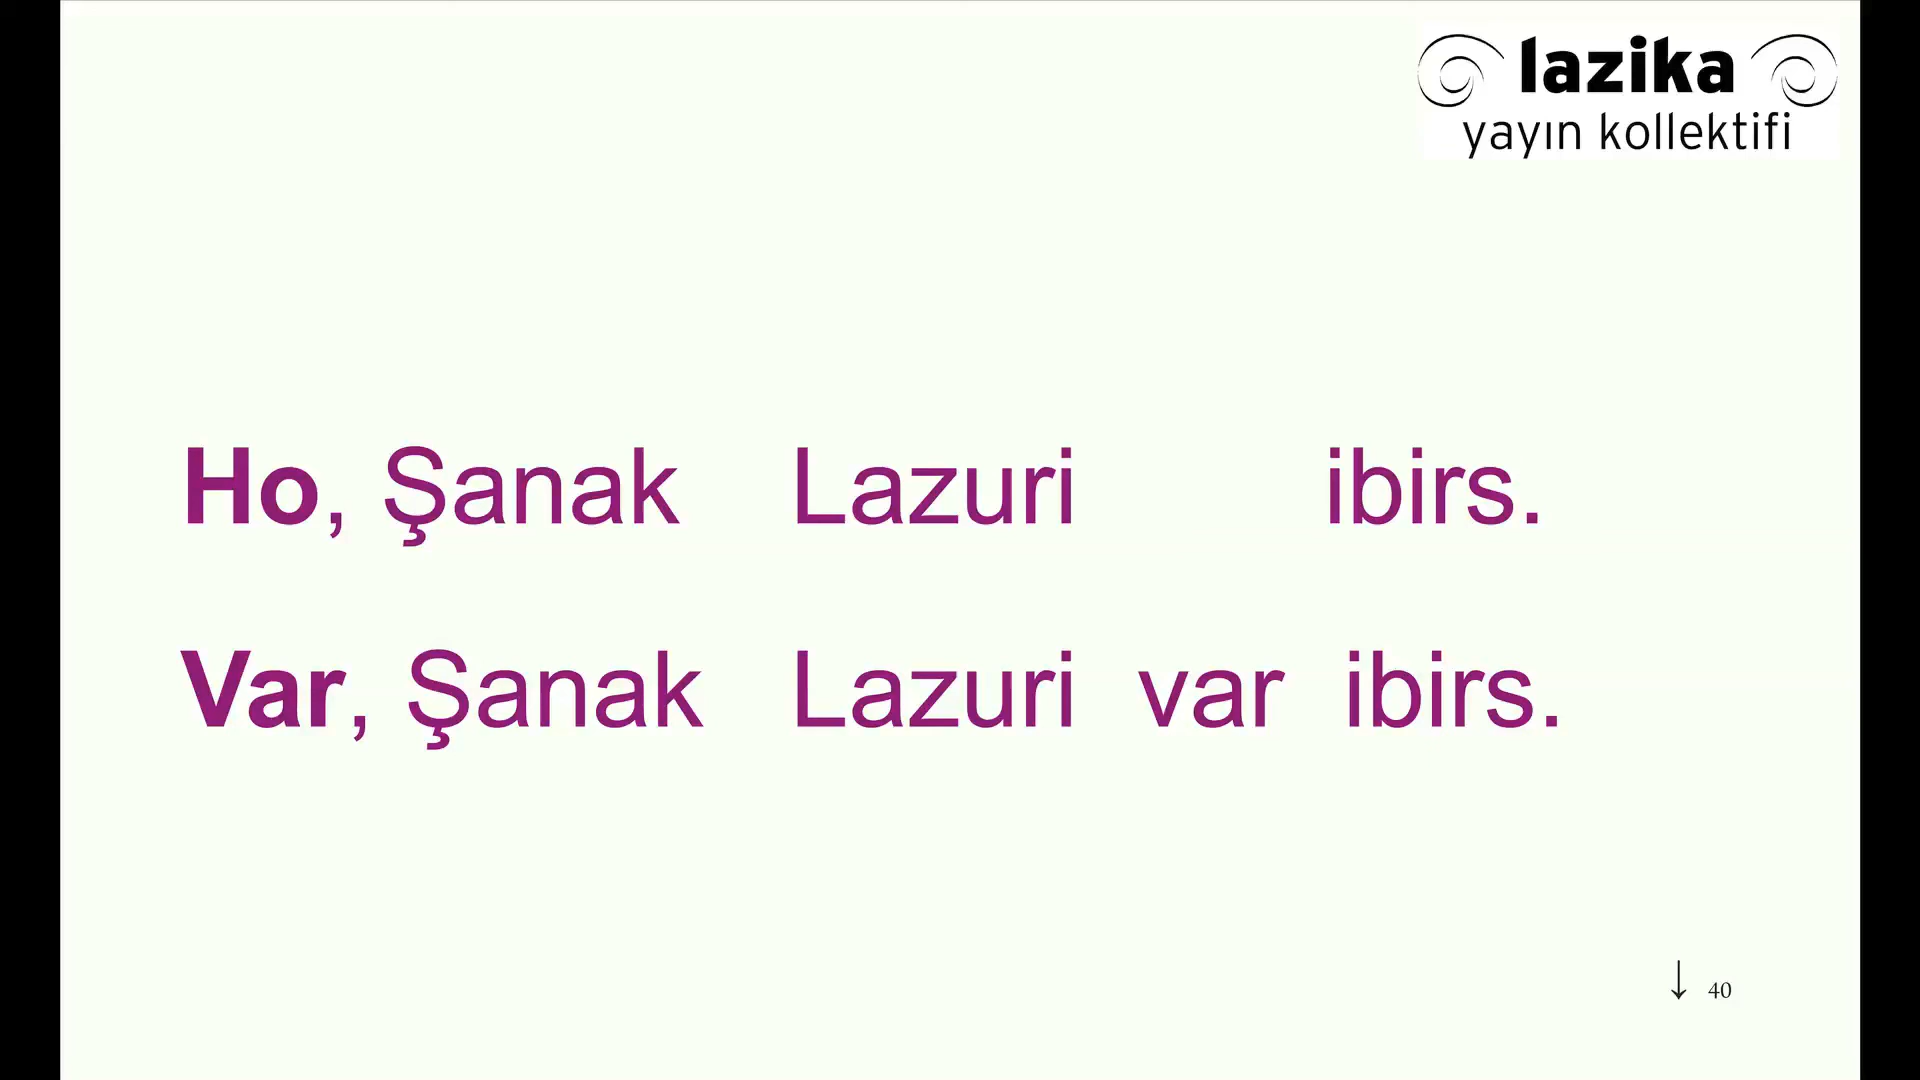 lazika
yayın kollektifi
Ho, Şanak Lazuri ibirs.
Var, Şanak Lazuri var ibirs.
↓ 40